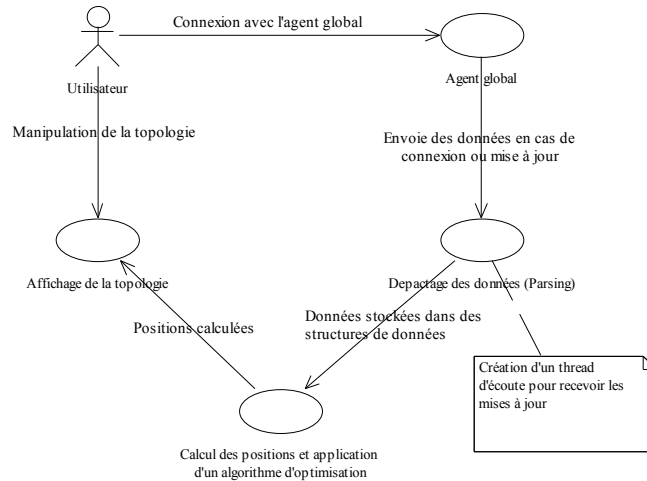 Connexion avec l'agent global
Utilisateur
Agent global
Manipulation de la topologie
Envoie des données en cas de
connexion ou mise à jour
Affichage de la topologie
Depactage des données (Parsing)
Positions calculées
Données stockées dans des
structures de données
Création d'un thread
d'écoute pour recevoir les
mises à jour
Calcul des positions et application
d'un algorithme d'optimisation